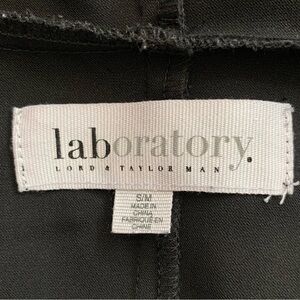 laboratory.
LORD & TAYLOR MAN
S/M
MADE IN
CHINA
FABRIQUÉ EN
CHINE